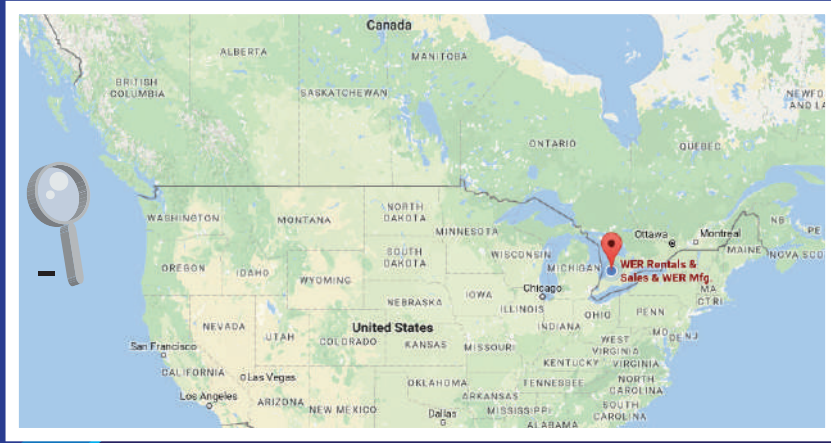 Canada
ALBERTA
MANITOBA
BRITISH
COLUMBIA
SASKATCHEWAN
NEWFO
AND LA
ONTARIO
QUEBEC
NORTH
DAKOTA
WASHINGTON
MONTANA
MINNESOTA
Ottawa
Montreal
NB
PE
MAINE
NOVA SCO
SOUTH
DAKOTA
WISCONSIN
MICHIGAN
WER Rentals &
Sales & WER Mfg.
OREGON
IDAHO
WYOMING
Chicago
IOWA
NEBRASKA
ILLINOIS
INDIANA
OHIO
PENN
MA
CT RI
NEVADA
UTAH
COLORADO
United States
KANSAS
MISSOURI
WEST
VIRGINIA
MD
DE NJ
San Francisco
KENTUCKY
VIRGINIA
CALIFORNIA
Las Vegas
OKLAHOMA
TENNESSEE
NORTH
CAROLINA
Los Angeles
ARIZONA
NEW MEXICO
ARKANSAS
Dallas
MISSISSIPPI
SOUTH
CAROLINA
ALABAMA